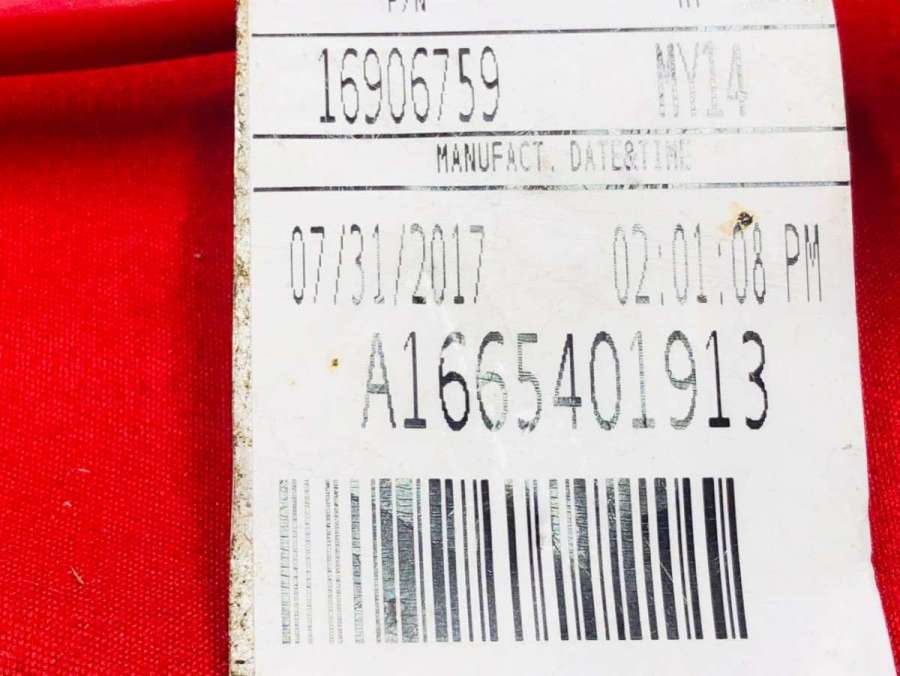 P/N
16906759 MY14
MANUFACT. DATE&TIME
07/31/2017 02:01:08 PM
A1665401913